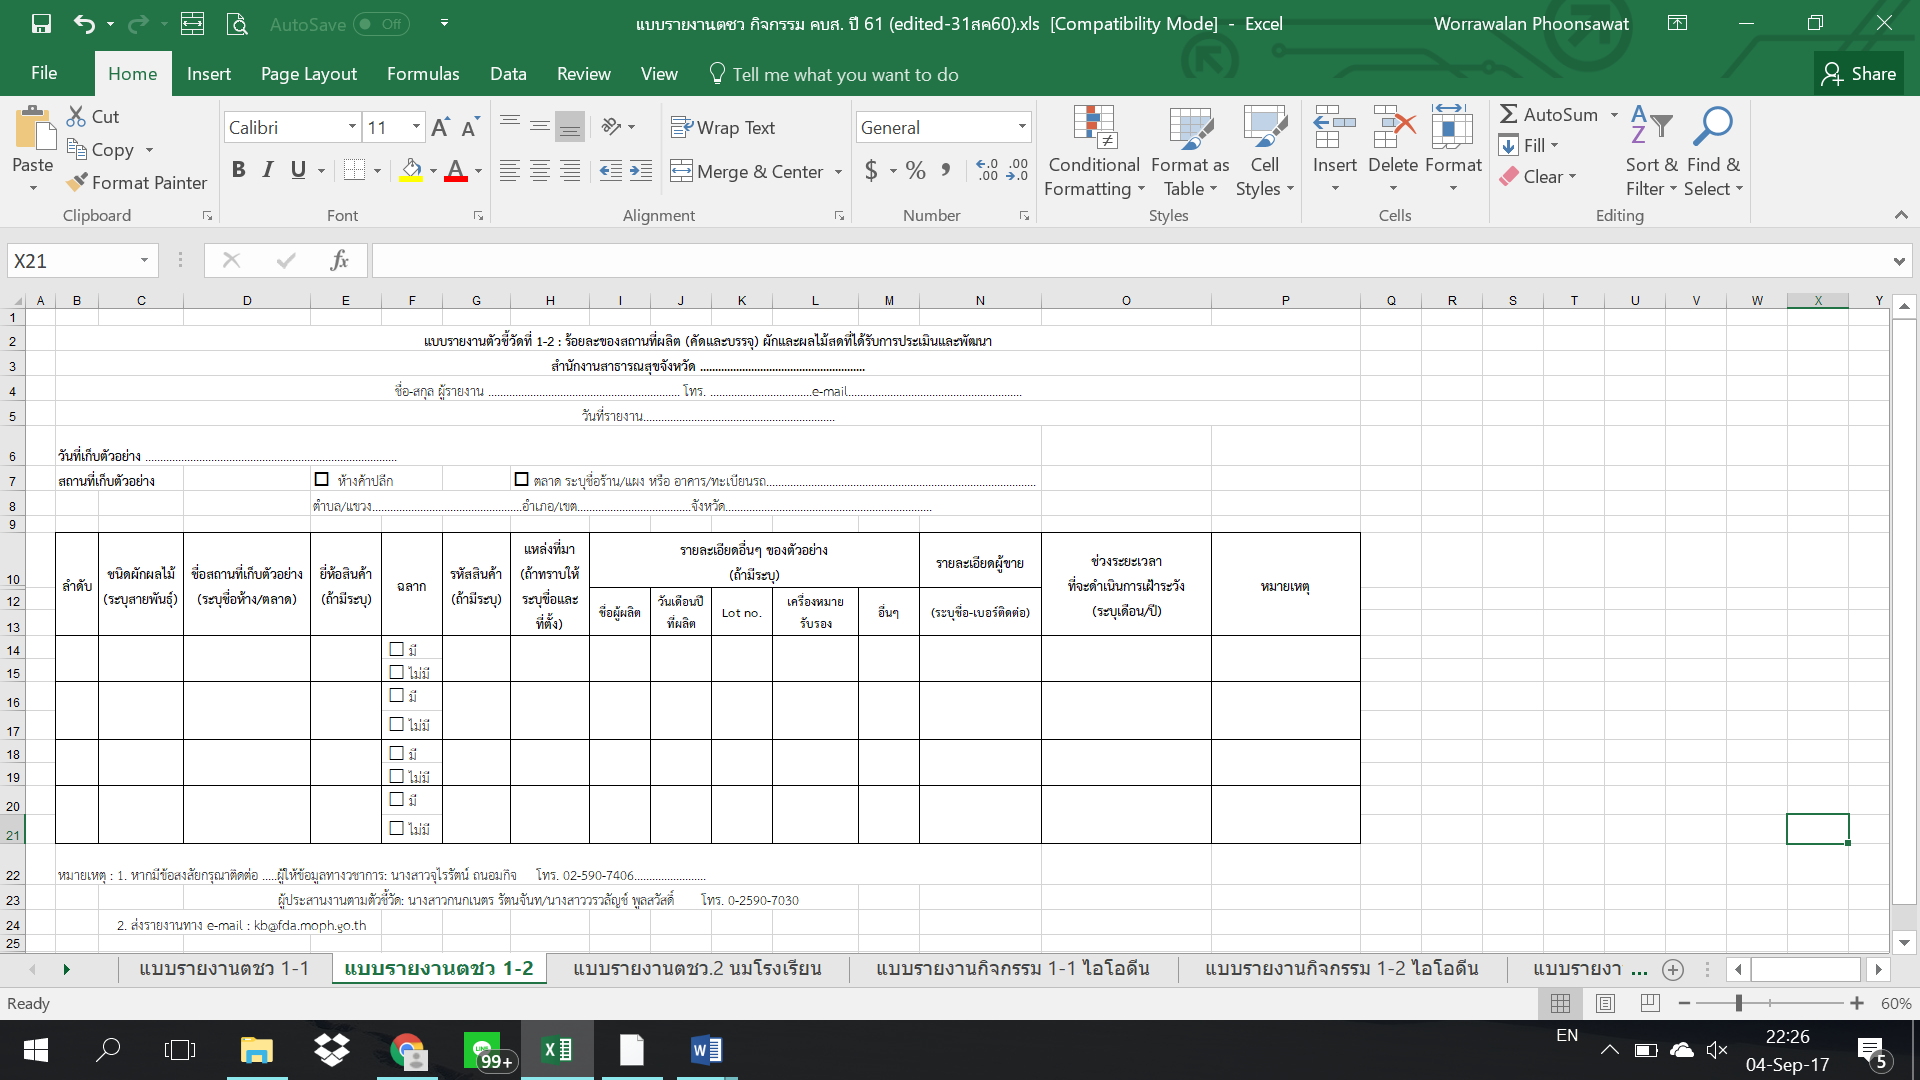 AutoSave Off
แบบรายงานตชว กิจกรรม คบส. ปี 61 (edited-31สค60).xls [Compatibility Mode] - Excel
Worrawalan Phoonsawat
File Home Insert Page Layout Formulas Data Review View Tell me what you want to do Share
Paste
Cut
Copy
Format Painter
Clipboard
Calibri 11
B I U
Font
Wrap Text
Merge & Center
Alignment
General
$ % ,
Number
Conditional Formatting
Format as Table
Cell Styles
Styles
Insert Delete Format
Cells
AutoSum
Fill
Clear
Sort & Filter
Find & Select
Editing
X21
fx
A B C D E F G H I J K L M N O P Q R S T U V W X Y
1
2 แบบรายงานตัวชี้วัดที่ 1-2 : ร้อยละของสถานที่ผลิต (คัดและบรรจุ) ผักและผลไม้สดที่ได้รับการประเมินและพัฒนา
3 สำนักงานสาธารณสุขจังหวัด ........................................................
4 ชื่อ-สกุล ผู้รายงาน ................................................................ โทร. ..................................e-mail..........................................................
5 วันที่รายงาน................................................................
6 วันที่เก็บตัวอย่าง ....................................................................................
7 สถานที่เก็บตัวอย่าง ☐ ห้างค้าปลีก ☐ ตลาด ระบุชื่อร้าน/แผง หรือ อาคาร/ทะเบียนรถ..........................................................................................
8 ตำบล/แขวง..................................................อำเภอ/เขต......................................จังหวัด.....................................................................
9
10
12
13
ลำดับ
ชนิดผักผลไม้
(ระบุสายพันธุ์)
ชื่อสถานที่เก็บตัวอย่าง
(ระบุชื่อห้าง/ตลาด)
ยี่ห้อสินค้า
(ถ้ามีระบุ)
ฉลาก
รหัสสินค้า
(ถ้ามีระบุ)
แหล่งที่มา
(ถ้าทราบให้
ระบุชื่อและ
ที่ตั้ง)
รายละเอียดอื่นๆ ของตัวอย่าง
(ถ้ามีระบุ)
ชื่อผู้ผลิต
วันเดือนปี
ที่ผลิต
Lot no.
เครื่องหมาย
รับรอง
อื่นๆ
รายละเอียดผู้ขาย
(ระบุชื่อ-เบอร์ติดต่อ)
ช่วงระยะเวลา
ที่จะดำเนินการเฝ้าระวัง
(ระบุเดือน/ปี)
หมายเหตุ
14 ☐ มี
15 ☐ ไม่มี
16 ☐ มี
17 ☐ ไม่มี
18 ☐ มี
19 ☐ ไม่มี
20 ☐ มี
21 ☐ ไม่มี
22 หมายเหตุ : 1. หากมีข้อสงสัยกรุณาติดต่อ .....ผู้ให้ข้อมูลทางวชาการ: นางสาวจุไรรัตน์ ถนอมกิจ โทร. 02-590-7406........................
23 ผู้ประสานงานตามตัวชี้วัด: นางสาวกนกเนตร รัตนจันท/นางสาววรวลัญช์ พูลสวัสดิ์ โทร. 0-2590-7030
24 2. ส่งรายงานทาง e-mail : kb@fda.moph.go.th
25
แบบรายงานตชว 1-1 แบบรายงานตชว 1-2 แบบรายงานตชว.2 นมโรงเรียน แบบรายงานกิจกรรม 1-1 ไอโอดีน แบบรายงานกิจกรรม 1-2 ไอโอดีน แบบรายงา ...
Ready
60%
99+
EN
22:26
04-Sep-17
5